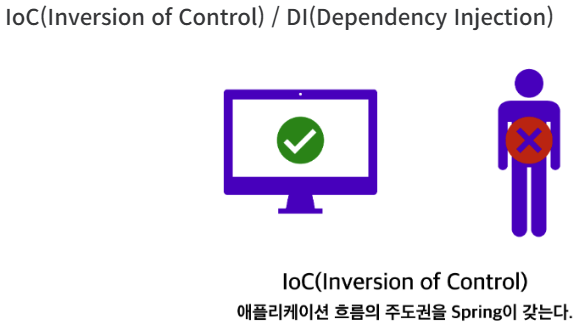 IoC(Inversion of Control) / DI(Dependency Injection)
IoC(Inversion of Control)
애플리케이션 흐름의 주도권을 Spring이 갖는다.